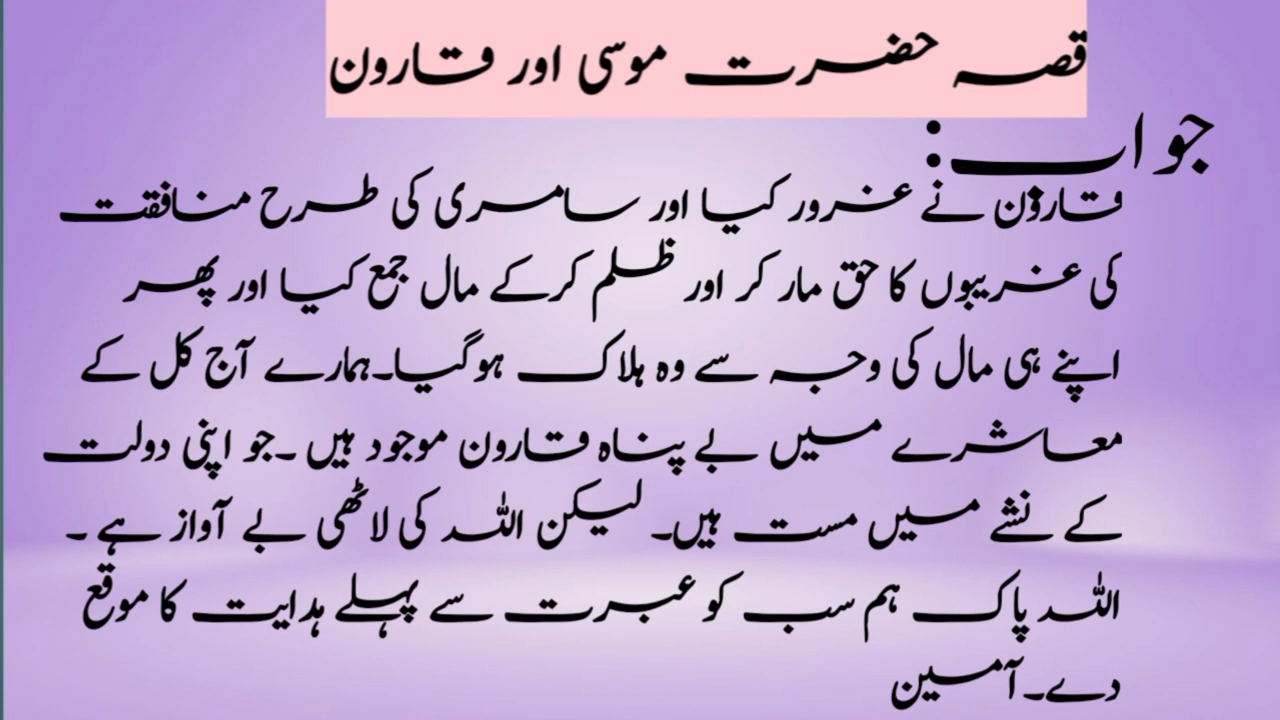 قصہ حضرت موسی اور قارون
جواب:
قارؤن نے غرور کیا اور سامری کی طرح منافقت
کی غریبوں کا حق مار کر اور ظلم کرکے مال جمع کیا اور پھر
اپنے ہی مال کی وجہ سے وہ ہلاک ہوگیا۔ہمارے آج کل کے
معاشرے میں بے پناہ قارون موجود ہیں ۔جو اپنی دولت
کے نشے میں مست ہیں۔ لیکن اللہ کی لاٹھی بے آواز ہے ۔
اللہ پاک ہم سب کو عبرت سے پہلے ہدایت کا موقع
دے۔آمین